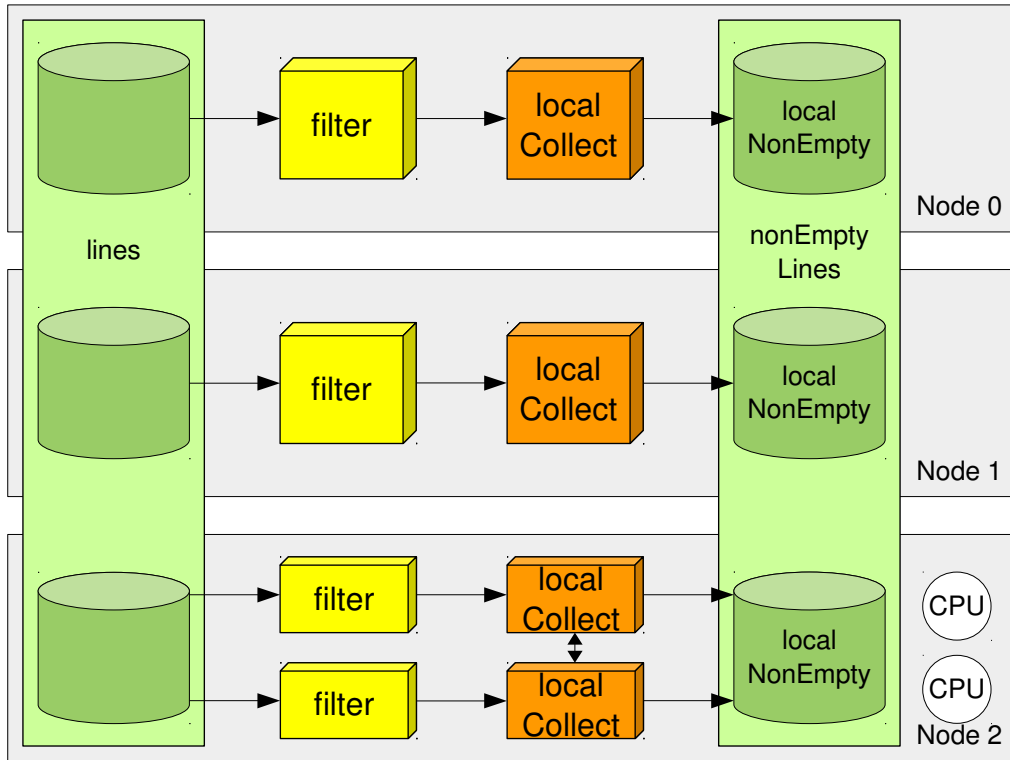 filter
local
Collect
local
NonEmpty
Node 0
lines
nonEmpty
Lines
filter
local
Collect
local
NonEmpty
Node 1
filter
local
Collect
CPU
local
NonEmpty
filter
local
Collect
CPU
Node 2